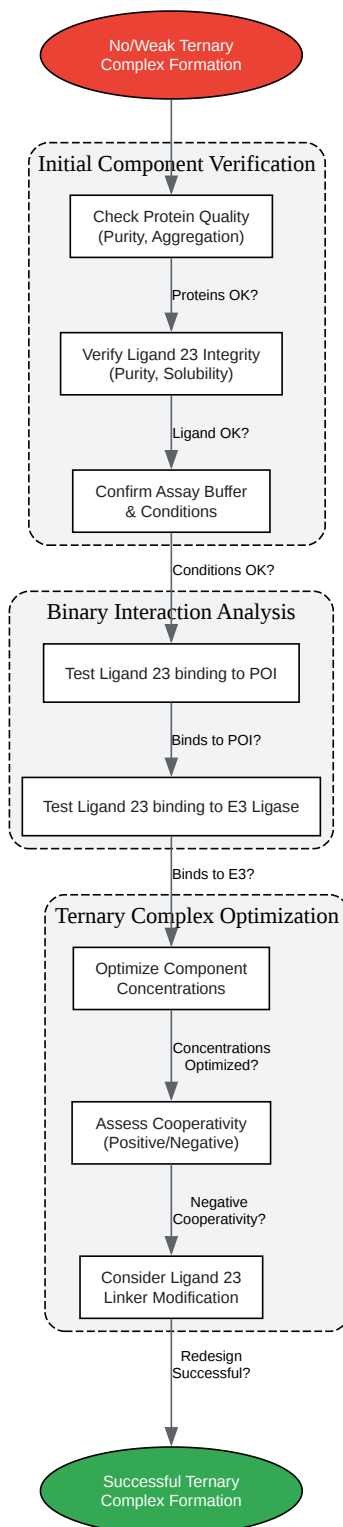 No/Weak Ternary
Complex Formation
Initial Component Verification
Check Protein Quality
(Purity, Aggregation)
Proteins OK?
Verify Ligand 23 Integrity
(Purity, Solubility)
Ligand OK?
Confirm Assay Buffer
& Conditions
Conditions OK?
Binary Interaction Analysis
Test Ligand 23 binding to POI
Binds to POI?
Test Ligand 23 binding to E3 Ligase
Binds to E3?
Ternary Complex Optimization
Optimize Component
Concentrations
Concentrations
Optimized?
Assess Cooperativity
(Positive/Negative)
Negative
Cooperativity?
Consider Ligand 23
Linker Modification
Redesign
Successful?
Successful Ternary
Complex Formation